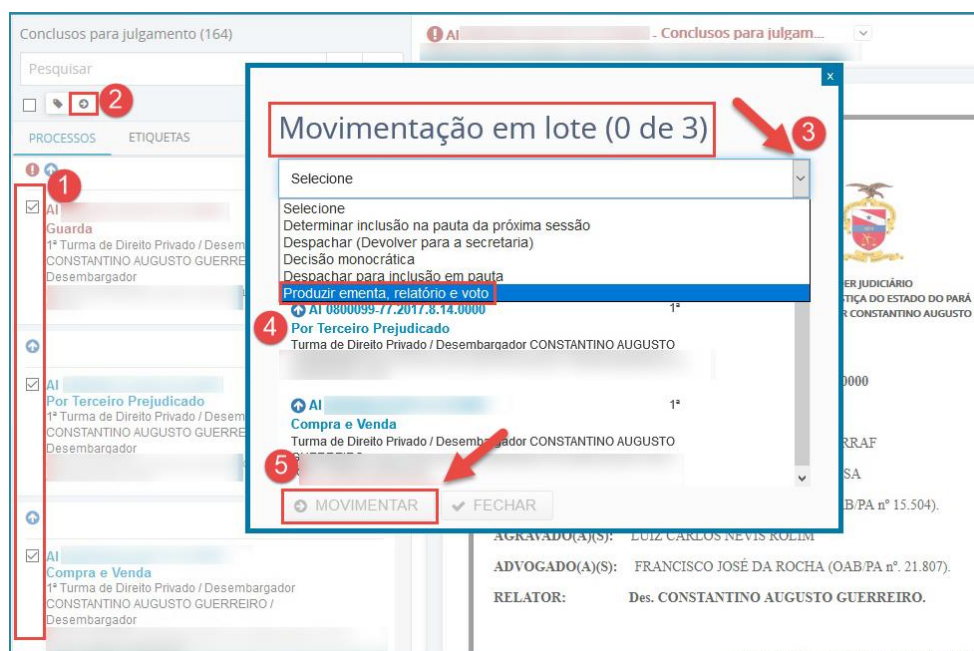 Conclusos para julgamento (164)
Pesquisar
2
PROCESSOS ETIQUETAS
1
AI
Guarda
1ª Turma de Direito Privado / Desem
CONSTANTINO AUGUSTO GUERRE
Desembargador
AI
Por Terceiro Prejudicado
1ª Turma de Direito Privado / Desem
CONSTANTINO AUGUSTO GUERRE
Desembargador
AI
Compra e Venda
1ª Turma de Direito Privado / Desembargador
CONSTANTINO AUGUSTO GUERREIRO /
Desembargador
AI - Conclusos para julgam...
x
Movimentação em lote (0 de 3)
3
Selecione
Selecione
Determinar inclusão na pauta da próxima sessão
Despachar (Devolver para a secretaria)
Decisão monocrática
Despachar para inclusão em pauta
Produzir ementa, relatório e voto
AI 0800099-77.2017.8.14.0000 1ª
4
Por Terceiro Prejudicado
Turma de Direito Privado / Desembargador CONSTANTINO AUGUSTO
AI 1ª
Compra e Venda
Turma de Direito Privado / Desembargador CONSTANTINO AUGUSTO
5
MOVIMENTAR FECHAR
ER JUDICIÁRIO
TIÇA DO ESTADO DO PARÁ
R CONSTANTINO AUGUSTO
0000
RRAF
SA
B/PA nº 15.504).
AGRAVADO(A)(S): LUIZ CARLOS NEVIS ROLIM
ADVOGADO(A)(S): FRANCISCO JOSÉ DA ROCHA (OAB/PA nº. 21.807).
RELATOR: Des. CONSTANTINO AUGUSTO GUERREIRO.